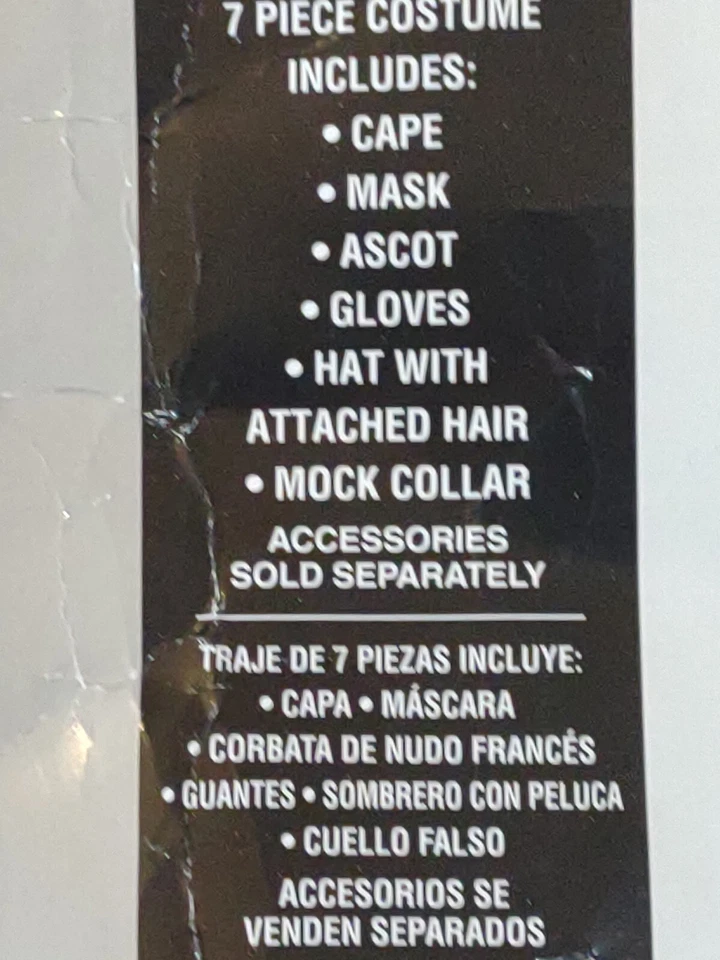 7 PIECE COSTUME
INCLUDES:
• CAPE
• MASK
• ASCOT
• GLOVES
• HAT WITH
ATTACHED HAIR
• MOCK COLLAR
ACCESSORIES
SOLD SEPARATELY
TRAJE DE 7 PIEZAS INCLUYE:
• CAPA • MÁSCARA
• CORBATA DE NUDO FRANCÉS
• GUANTES • SOMBRERO CON PELUCA
• CUELLO FALSO
ACCESORIOS SE
VENDEN SEPARADOS